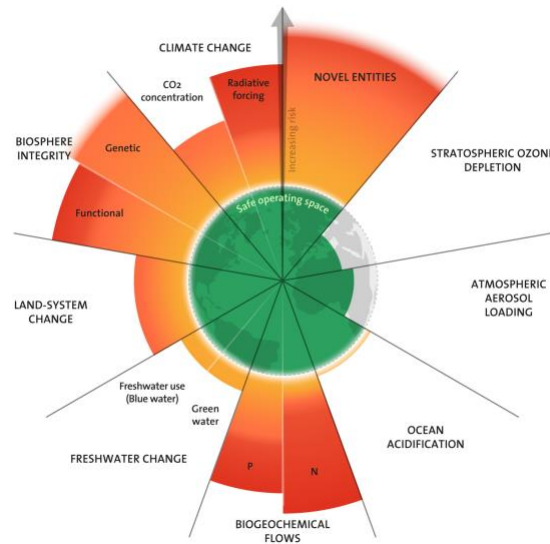 CLIMATE CHANGE
CO2
concentration
Radiative
forcing
NOVEL ENTITIES
Increasing risk
STRATOSPHERIC OZONE
DEPLETION
BIOSPHERE
INTEGRITY
Genetic
Functional
Safe operating space
LAND-SYSTEM
CHANGE
ATMOSPHERIC
AEROSOL
LOADING
Freshwater use
(Blue water)
Green
water
FRESHWATER CHANGE
OCEAN
ACIDIFICATION
P
N
BIOGEOCHEMICAL
FLOWS